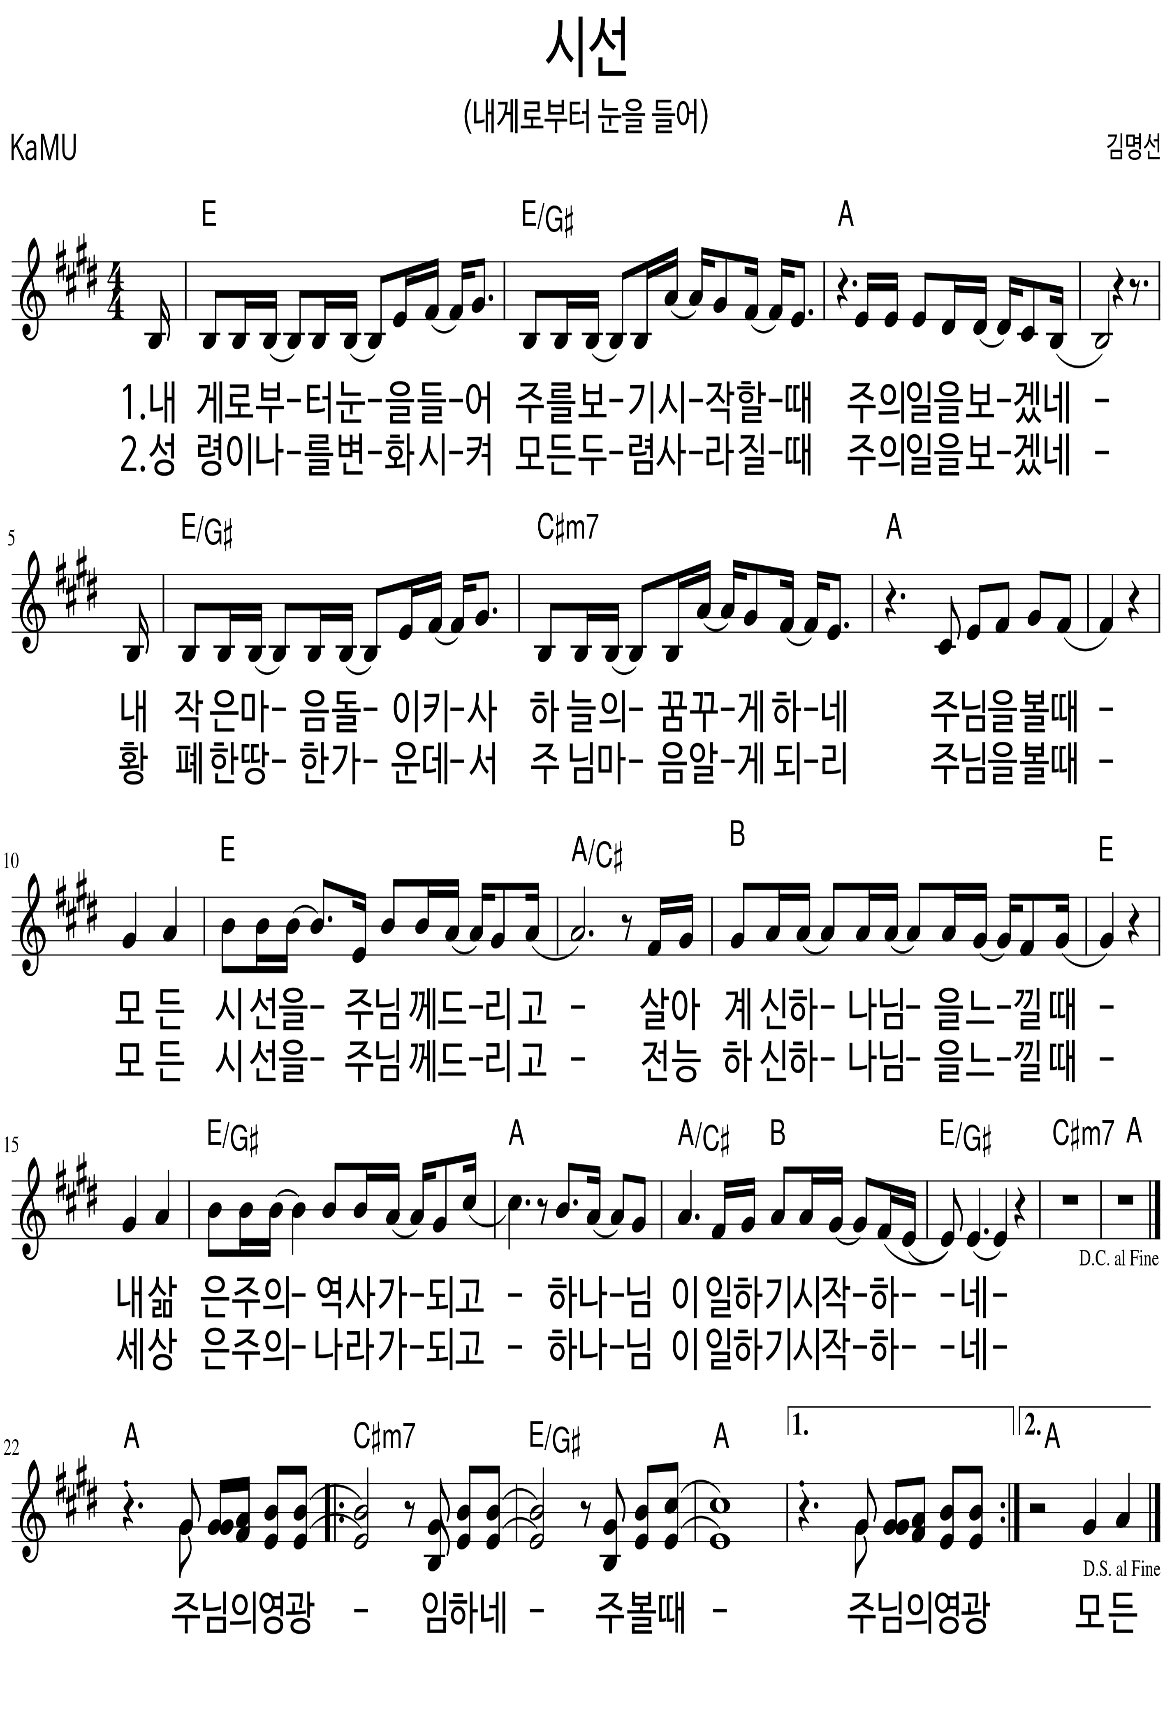 시선
(내게로부터 눈을 들어)
KaMU
김명선
E E/G♯ A
4
4
1.내 게로부-터눈-을들-어 주를보-기시-작할-때 주의일을보-겠네 -
2.성 령이나-를변-화시-켜 모든두-렴사-라질-때 주의일을보-겠네 -
5
E/G♯ C♯m7 A
내 작은마-음돌-이키-사 하늘의-꿈꾸-게하-네 주님을볼때 -
황 폐한땅-한가-운데-서 주님마-음알-게되-리 주님을볼때 -
10
E A/C♯ B E
모든 시선을-주님께드-리고 - 살아 계신하-나님-을느-낄때 -
모든 시선을-주님께드-리고 - 전능 하신하-나님-을느-낄때 -
15
E/G♯ A A/C♯ B E/G♯ C♯m7 A
D.C. al Fine
내삶 은주의-역사가-되고 - 하나-님 이일하기시작-하- -네-
세상 은주의-나라가-되고 - 하나-님 이일하기시작-하- -네-
22
A C♯m7 E/G♯ A 1. 2. A
D.S. al Fine
주님의영광 - 임하네 - 주볼때 - 주님의영광 모든